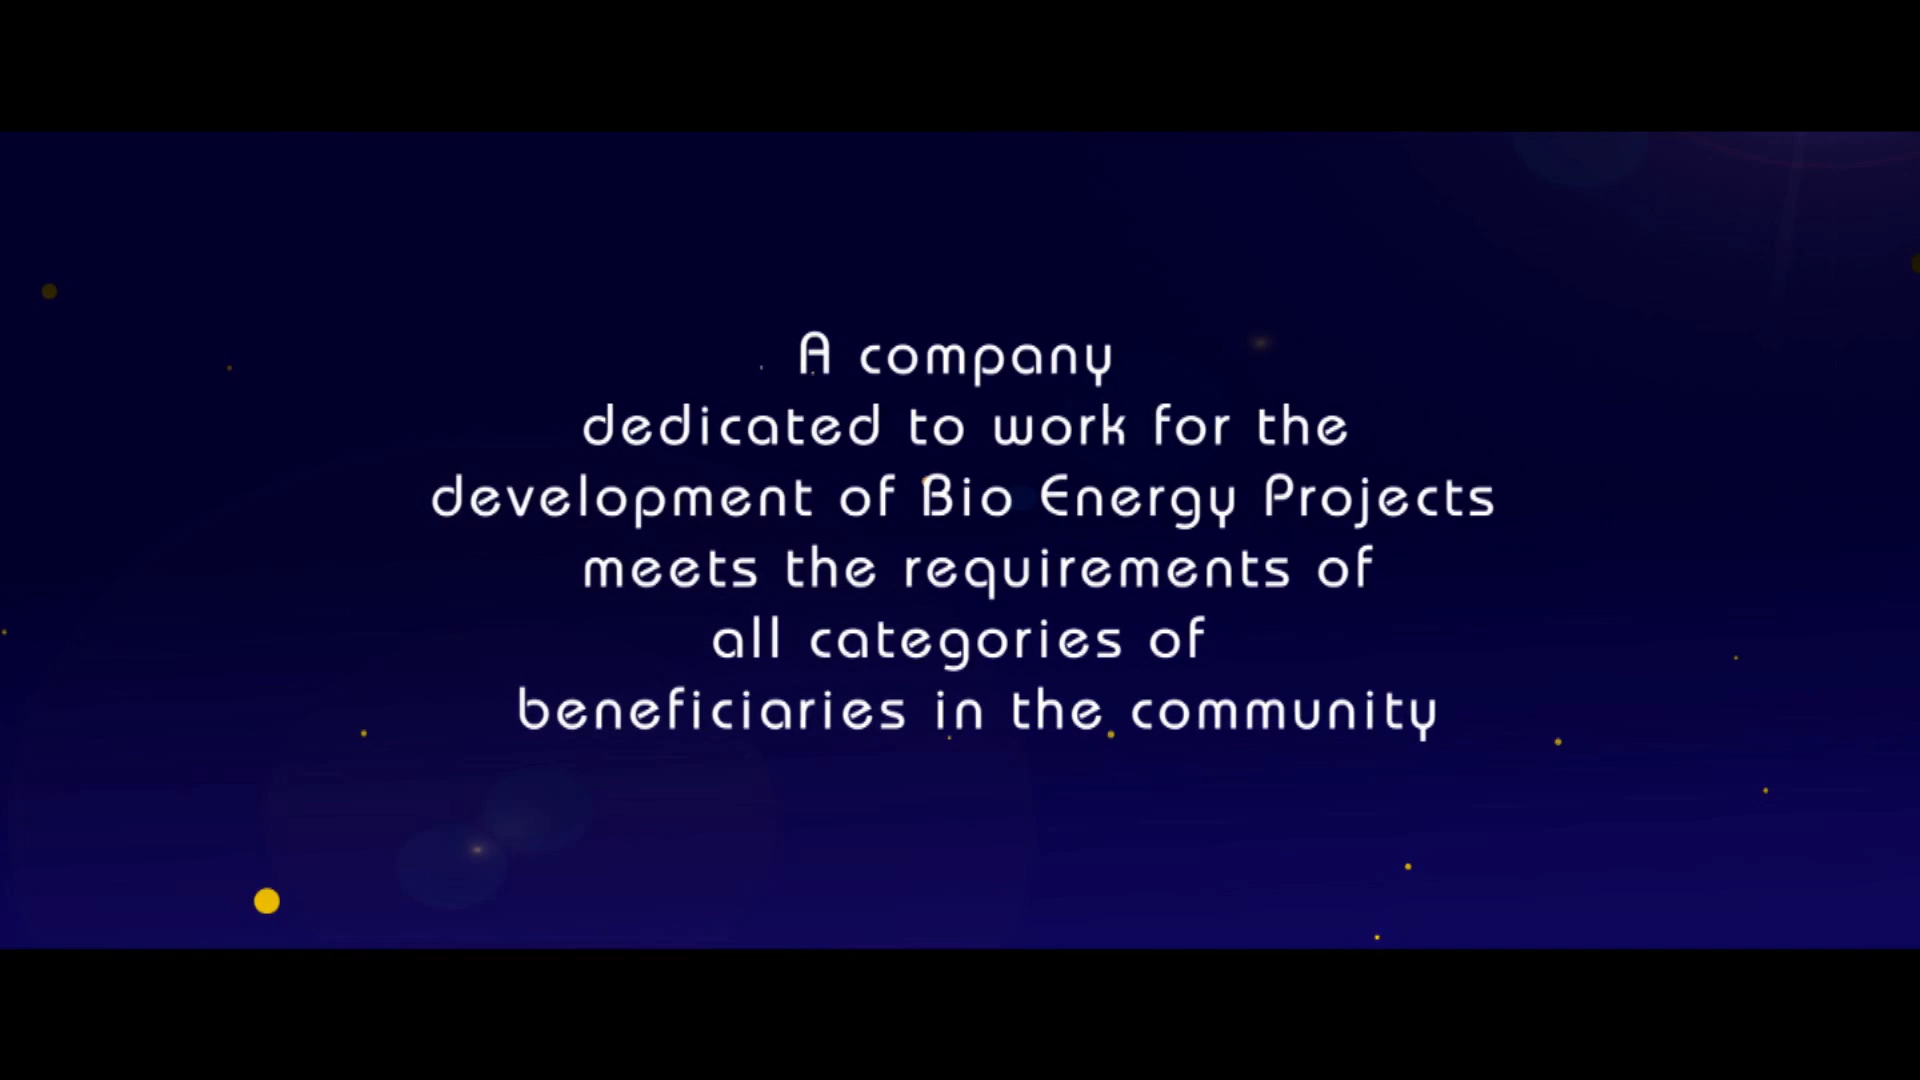 A company
dedicated to work for the
development of Bio Energy Projects
meets the requirements of
all categories of
beneficiaries in the community